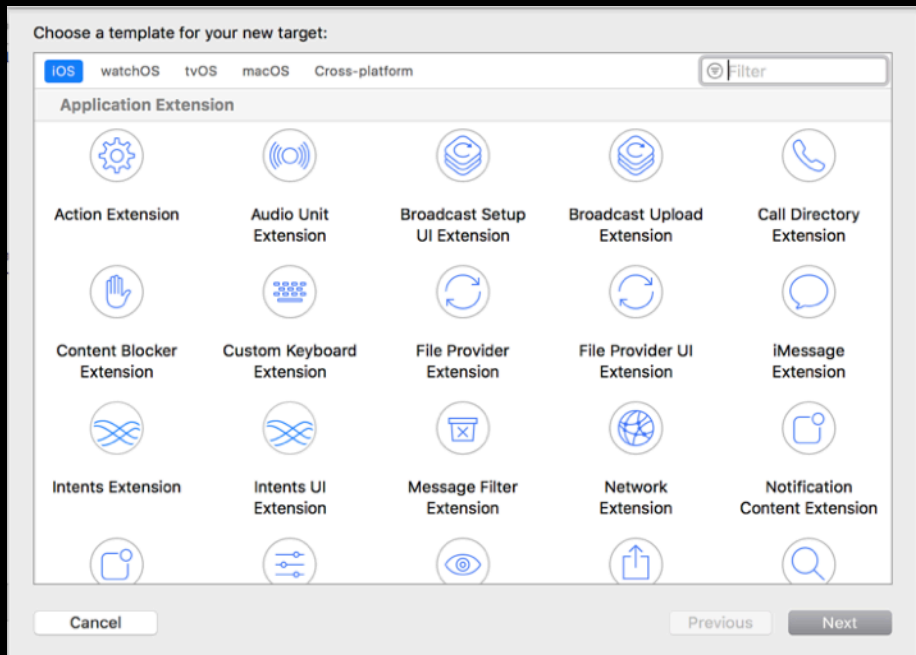 Choose a template for your new target:
iOS watchOS tvOS macOS Cross-platform Filter
Application Extension
Action Extension
Audio Unit
Extension
Broadcast Setup
UI Extension
Broadcast Upload
Extension
Call Directory
Extension
Content Blocker
Extension
Custom Keyboard
Extension
File Provider
Extension
File Provider UI
Extension
iMessage
Extension
Intents Extension
Intents UI
Extension
Message Filter
Extension
Network
Extension
Notification
Content Extension
Cancel Previous Next